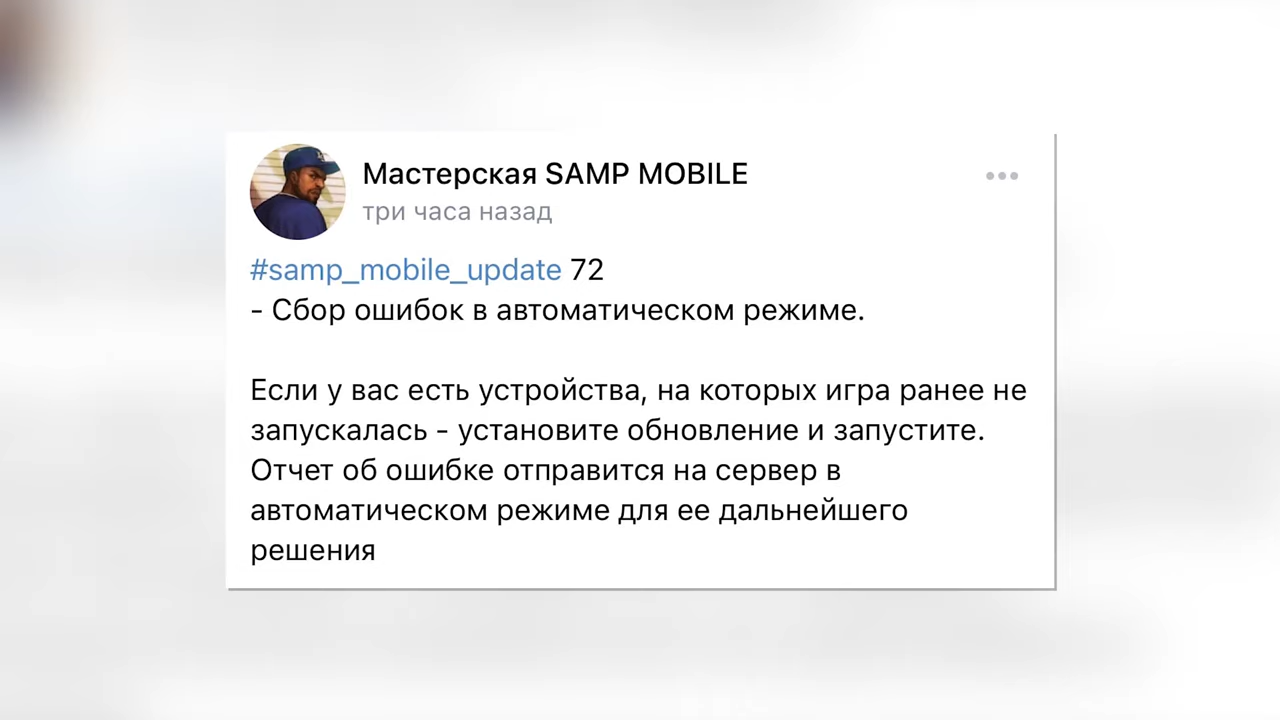 Мастерская SAMP MOBILE
три часа назад
#samp_mobile_update 72
- Сбор ошибок в автоматическом режиме.
Если у вас есть устройства, на которых игра ранее не
запускалась - установите обновление и запустите.
Отчет об ошибке отправится на сервер в
автоматическом режиме для ее дальнейшего
решения